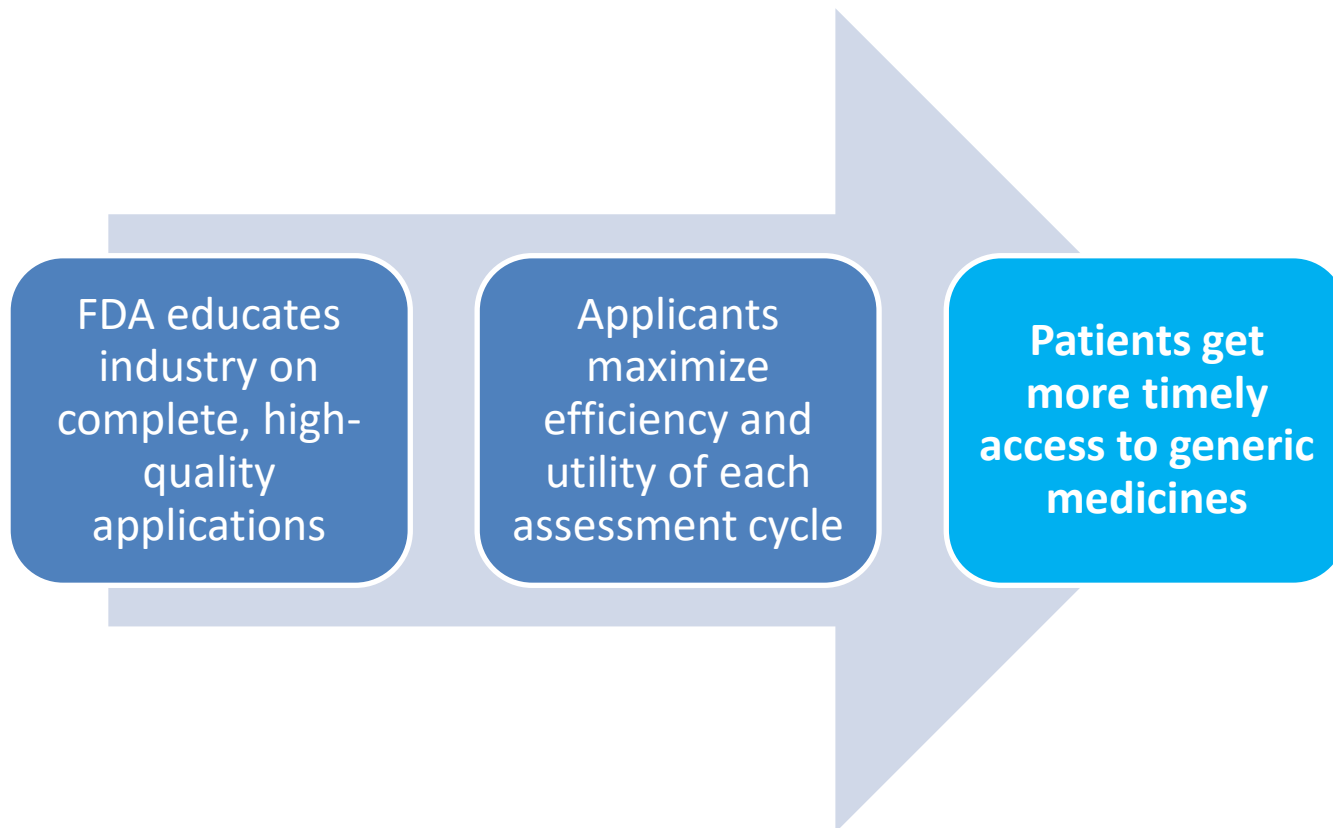 FDA educates
industry on
complete, high-
quality
applications
Applicants
maximize
efficiency and
utility of each
assessment cycle
Patients get
more timely
access to generic
medicines